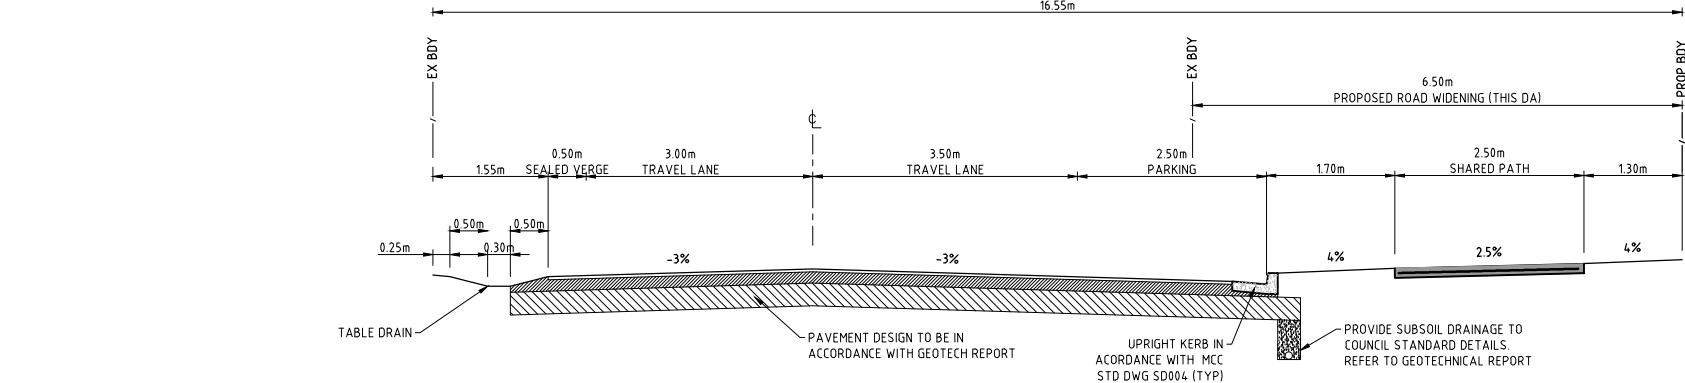 16.55m
EX BDY
EX BDY
PROP BDY
6.50m
PROPOSED ROAD WIDENING (THIS DA)
℄
1.55m
0.50m
SEALED VERGE
3.00m
TRAVEL LANE
3.50m
TRAVEL LANE
2.50m
PARKING
1.70m
2.50m
SHARED PATH
1.30m
0.50m
0.50m
0.25m
0.30m
-3%
-3%
4%
2.5%
4%
TABLE DRAIN
PAVEMENT DESIGN TO BE IN
ACCORDANCE WITH GEOTECH REPORT
UPRIGHT KERB IN
ACORDANCE WITH MCC
STD DWG SD004 (TYP)
PROVIDE SUBSOIL DRAINAGE TO
COUNCIL STANDARD DETAILS.
REFER TO GEOTECHNICAL REPORT